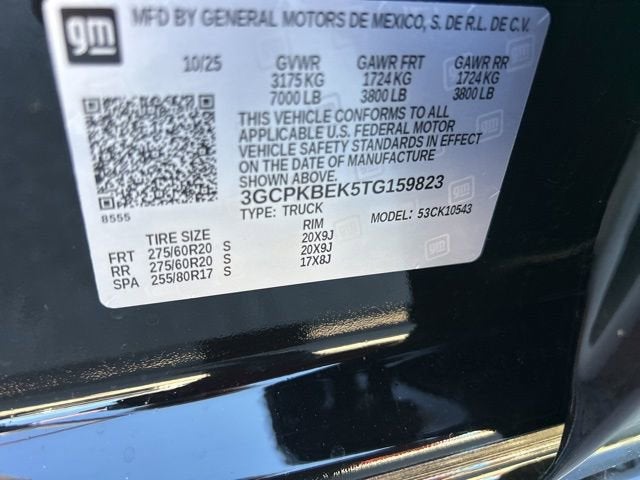 gm
MFD BY GENERAL MOTORS DE MEXICO, S. DE R.L. DE C.V.
10/25 GVWR GAWR FRT GAWR RR
3175 KG 1724 KG 1724 KG
7000 LB 3800 LB 3800 LB
THIS VEHICLE CONFORMS TO ALL
APPLICABLE U.S. FEDERAL MOTOR
VEHICLE SAFETY STANDARDS IN EFFECT
ON THE DATE OF MANUFACTURE
SHOWN ABOVE.
3GCPKBEK5TG159823
8555
TYPE: TRUCK MODEL: 53CK10543
TIRE SIZE RIM
FRT 275/60R20 S 20X9J
RR 275/60R20 S 20X9J
SPA 255/80R17 S 17X8J